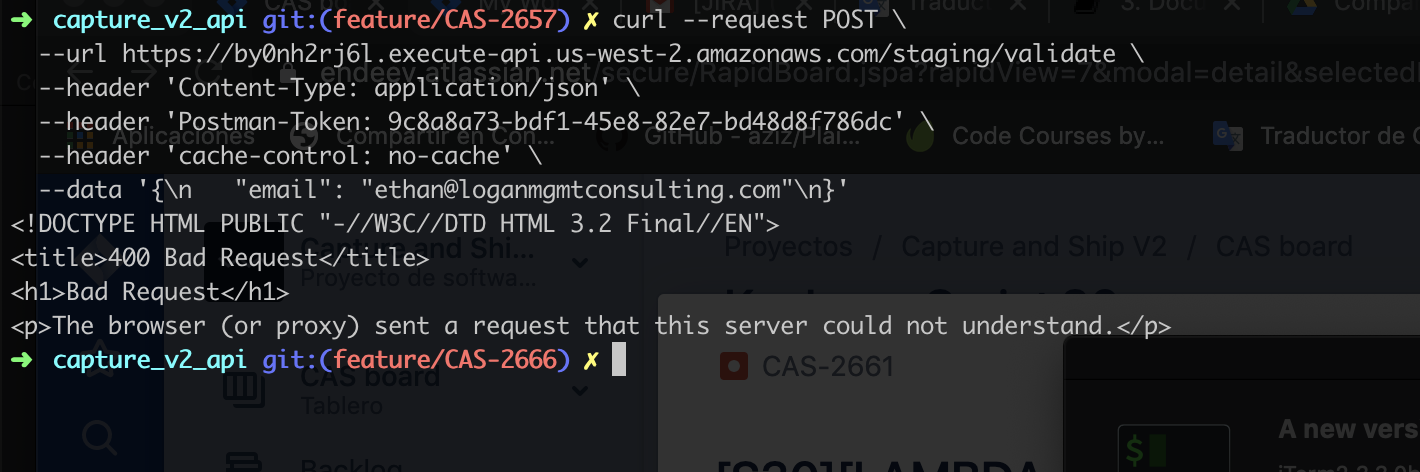 ➜ capture_v2_api git:(feature/CAS-2657) ✗ curl --request POST \
--url https://by0nh2rj6l.execute-api.us-west-2.amazonaws.com/staging/validate \
endeev.atlassian.net/secure/RapidBoard.jspa?rapidView=7&modal=detail&selectedI
--header 'Content-Type: application/json' \
--header 'Postman-Token: 9c8a8a73-bdf1-45e8-82e7-bd48d8f786dc' \
Aplicaciones Compartir en Con... GitHub - aziz/Plai... Code Courses by... Traductor de G
--header 'cache-control: no-cache' \
--data '{\n   "email": "ethan@loganmgmtconsulting.com"\n}'
<!DOCTYPE HTML PUBLIC "-//W3C//DTD HTML 3.2 Final//EN">
Capture and Ship... Proyectos / Capture and Ship V2 / CAS board
<title>400 Bad Request</title>
Proyecto de softwa...
<h1>Bad Request</h1>
<p>The browser (or proxy) sent a request that this server could not understand.</p>
➜ capture_v2_api git:(feature/CAS-2666) ✗
CAS-2661
CAS board
Tablero
A new vers
$
Backlog